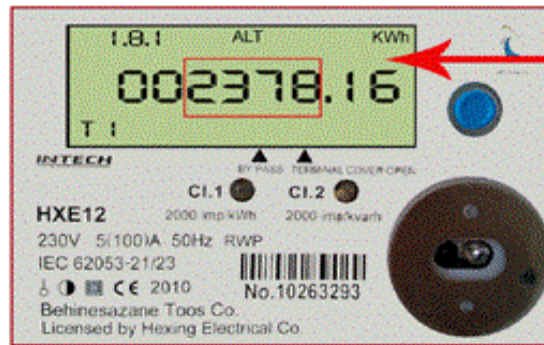 1.8.1 ALT KWh
002378.16
T1
INTECH
BY PASS TERMINAL COVER OPEN
Cl.1 Cl.2
HXE12 2000 imp/kWh 2000 imp/kvarh
230V 5(100)A 50Hz RWP
IEC 62053-21/23
CE 2010
No.10263293
Behinesazane Toos Co.
Licensed by Hexing Electrical Co.